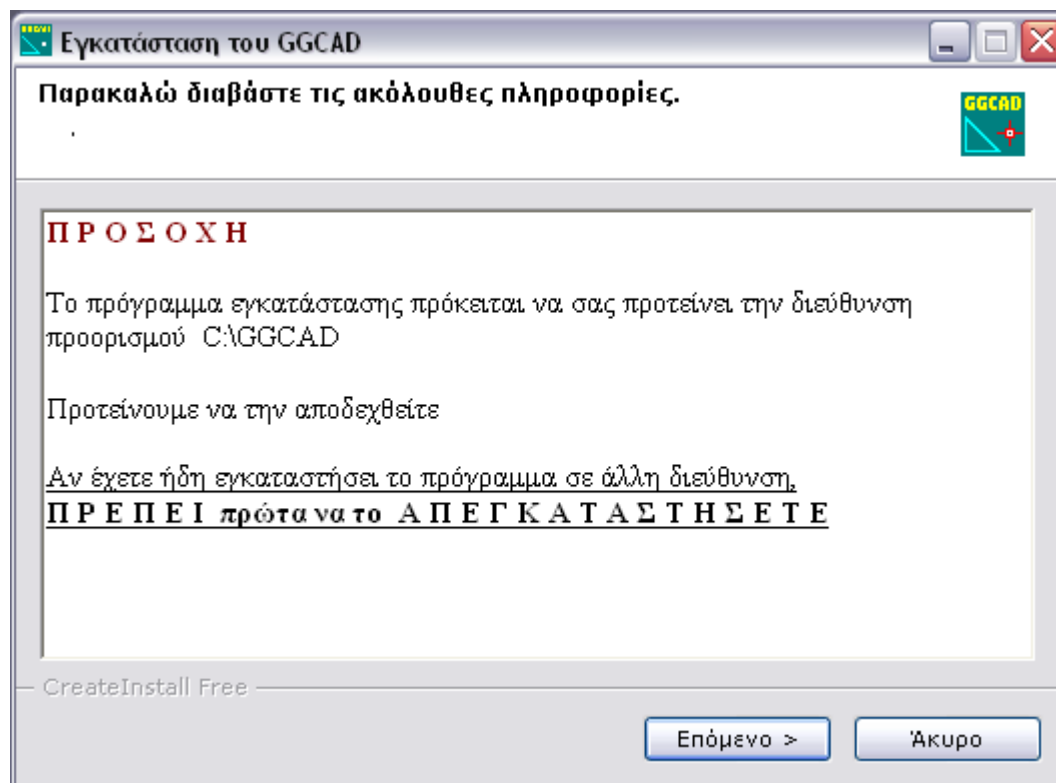 Εγκατάσταση του GGCAD
Παρακαλώ διαβάστε τις ακόλουθες πληροφορίες.
.
GGCAD
Π Ρ Ο Σ Ο Χ Η
Το πρόγραμμα εγκατάστασης πρόκειται να σας προτείνει την διεύθυνση
προορισμού C:\GGCAD
Προτείνουμε να την αποδεχθείτε
Αν έχετε ήδη εγκαταστήσει το πρόγραμμα σε άλλη διεύθυνση,
Π Ρ Ε Π Ε Ι πρώτα να το Α Π Ε Γ Κ Α Τ Α Σ Τ Η Σ Ε Τ Ε
CreateInstall Free
Επόμενο >
Άκυρο